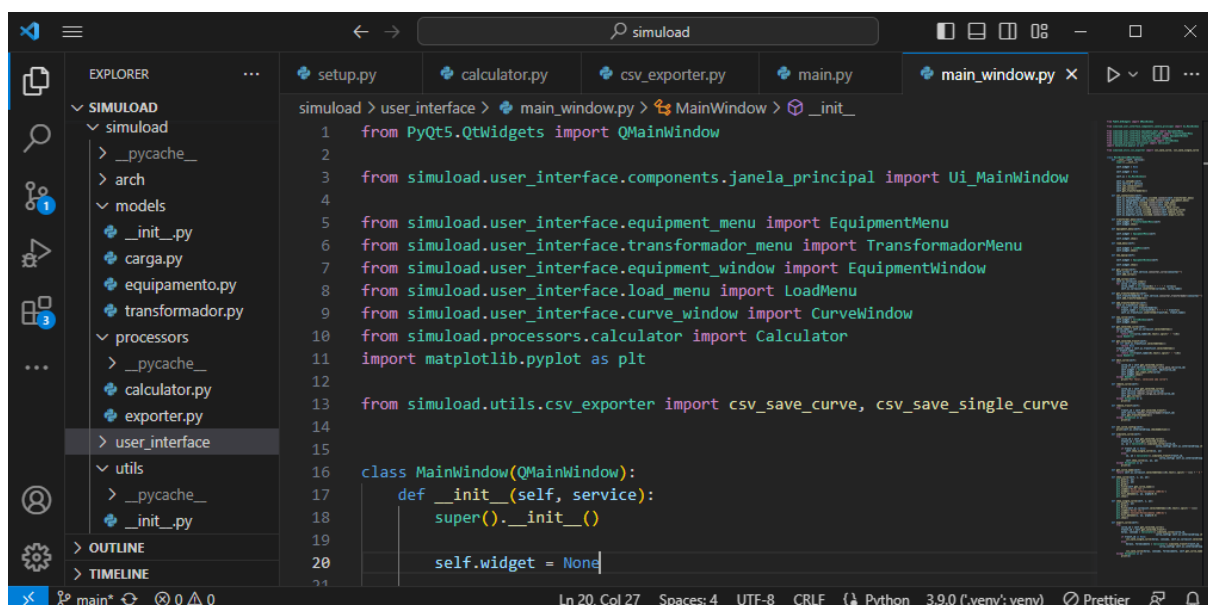 simuload
EXPLORER ...
SIMULOAD
simuload
__pycache__
arch
models
__init__.py
carga.py
equipamento.py
transformador.py
processors
__pycache__
calculator.py
exporter.py
user_interface
utils
__pycache__
__init__.py
OUTLINE
TIMELINE
1
3
setup.py calculator.py csv_exporter.py main.py main_window.py
simuload > user_interface > main_window.py > MainWindow > __init__
1 from PyQt5.QtWidgets import QMainWindow
2
3 from simuload.user_interface.components.janela_principal import Ui_MainWindow
4
5 from simuload.user_interface.equipment_menu import EquipmentMenu
6 from simuload.user_interface.transformador_menu import TransformadorMenu
7 from simuload.user_interface.equipment_window import EquipmentWindow
8 from simuload.user_interface.load_menu import LoadMenu
9 from simuload.user_interface.curve_window import CurveWindow
10 from simuload.processors.calculator import Calculator
11 import matplotlib.pyplot as plt
12
13 from simuload.utils.csv_exporter import csv_save_curve, csv_save_single_curve
14
15
16 class MainWindow(QMainWindow):
17 def __init__(self, service):
18 super().__init__()
19
20 self.widget = None
21
main* 0 0 Ln 20, Col 27 Spaces: 4 UTF-8 CRLF Python 3.9.0 ('.venv': venv) Prettier